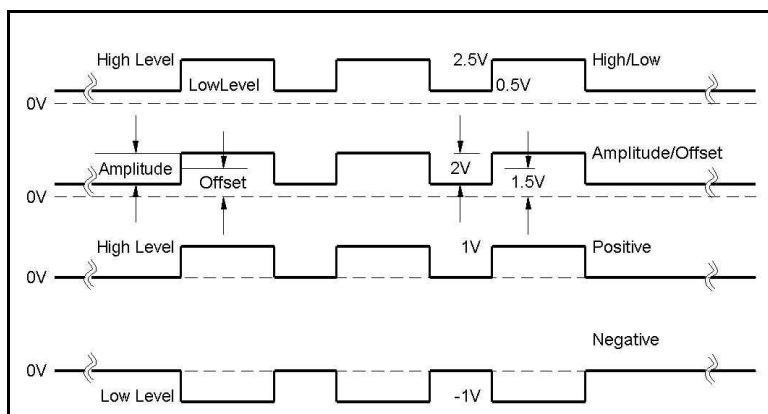 High Level
2.5V
High/Low
LowLevel
0.5V
0V
Amplitude/Offset
Amplitude
2V
Offset
1.5V
0V
High Level
1V
Positive
0V
Negative
0V
Low Level
-1V